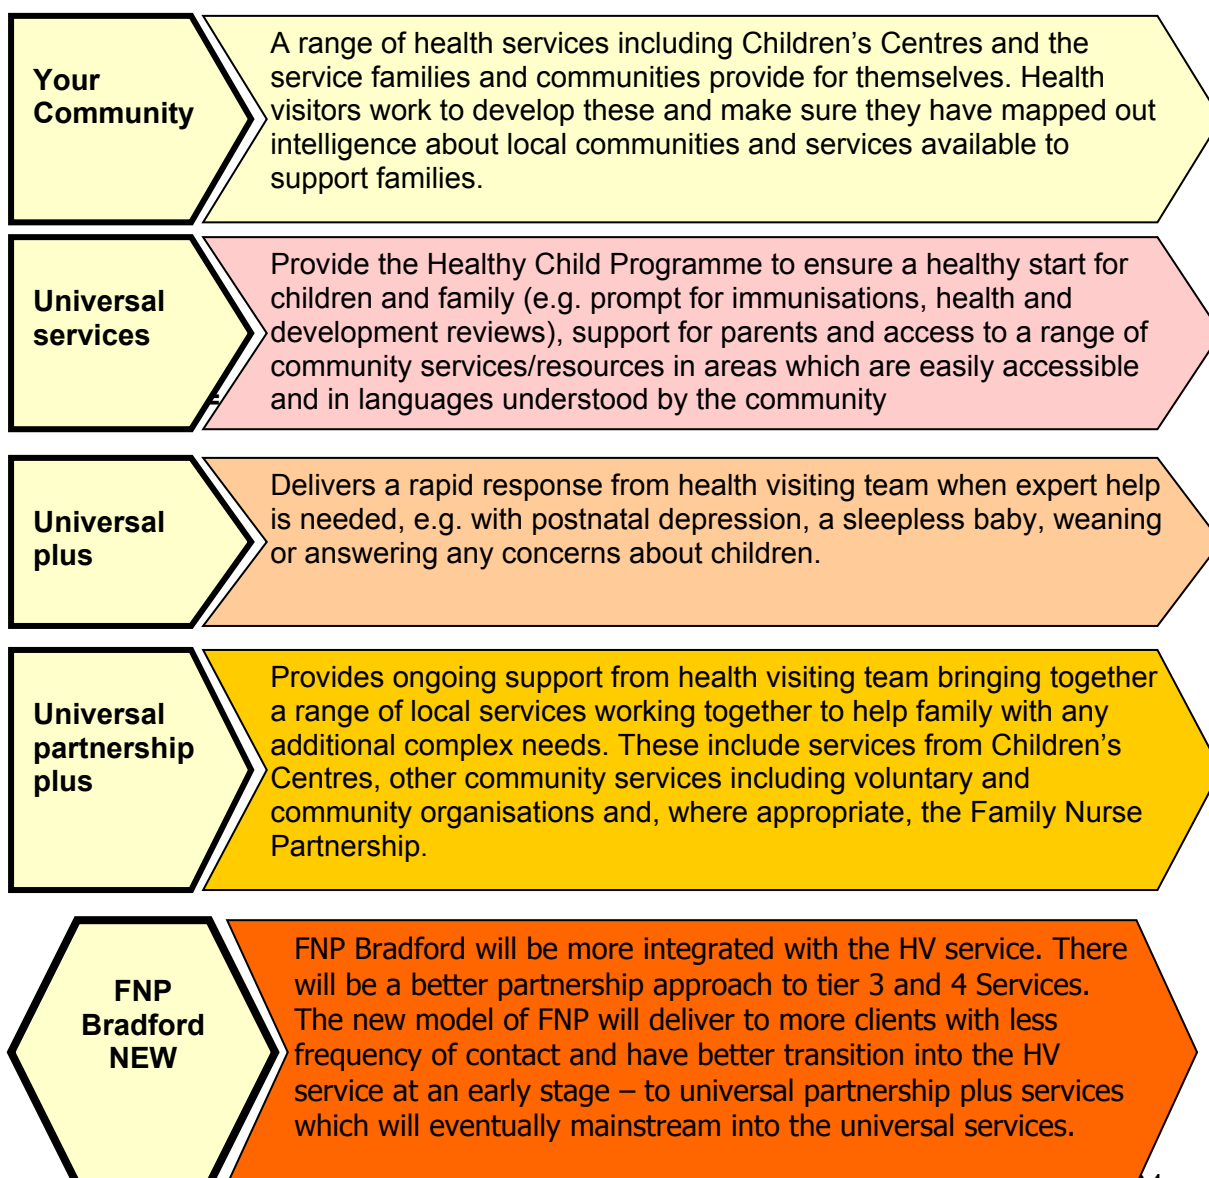 Your
Community
A range of health services including Children’s Centres and the
service families and communities provide for themselves. Health
visitors work to develop these and make sure they have mapped out
intelligence about local communities and services available to
support families.
Universal
services
Provide the Healthy Child Programme to ensure a healthy start for
children and family (e.g. prompt for immunisations, health and
development reviews), support for parents and access to a range of
community services/resources in areas which are easily accessible
and in languages understood by the community
Universal
plus
Delivers a rapid response from health visiting team when expert help
is needed, e.g. with postnatal depression, a sleepless baby, weaning
or answering any concerns about children.
Universal
partnership
plus
Provides ongoing support from health visiting team bringing together
a range of local services working together to help family with any
additional complex needs. These include services from Children’s
Centres, other community services including voluntary and
community organisations and, where appropriate, the Family Nurse
Partnership.
FNP
Bradford
NEW
FNP Bradford will be more integrated with the HV service. There
will be a better partnership approach to tier 3 and 4 Services.
The new model of FNP will deliver to more clients with less
frequency of contact and have better transition into the HV
service at an early stage – to universal partnership plus services
which will eventually mainstream into the universal services.